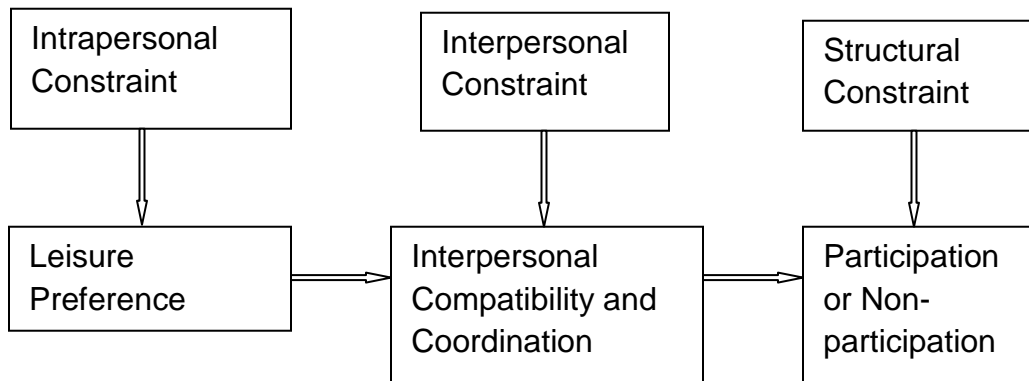 Intrapersonal
Constraint
Interpersonal
Constraint
Structural
Constraint
Leisure
Preference
Interpersonal
Compatibility and
Coordination
Participation
or Non-
participation